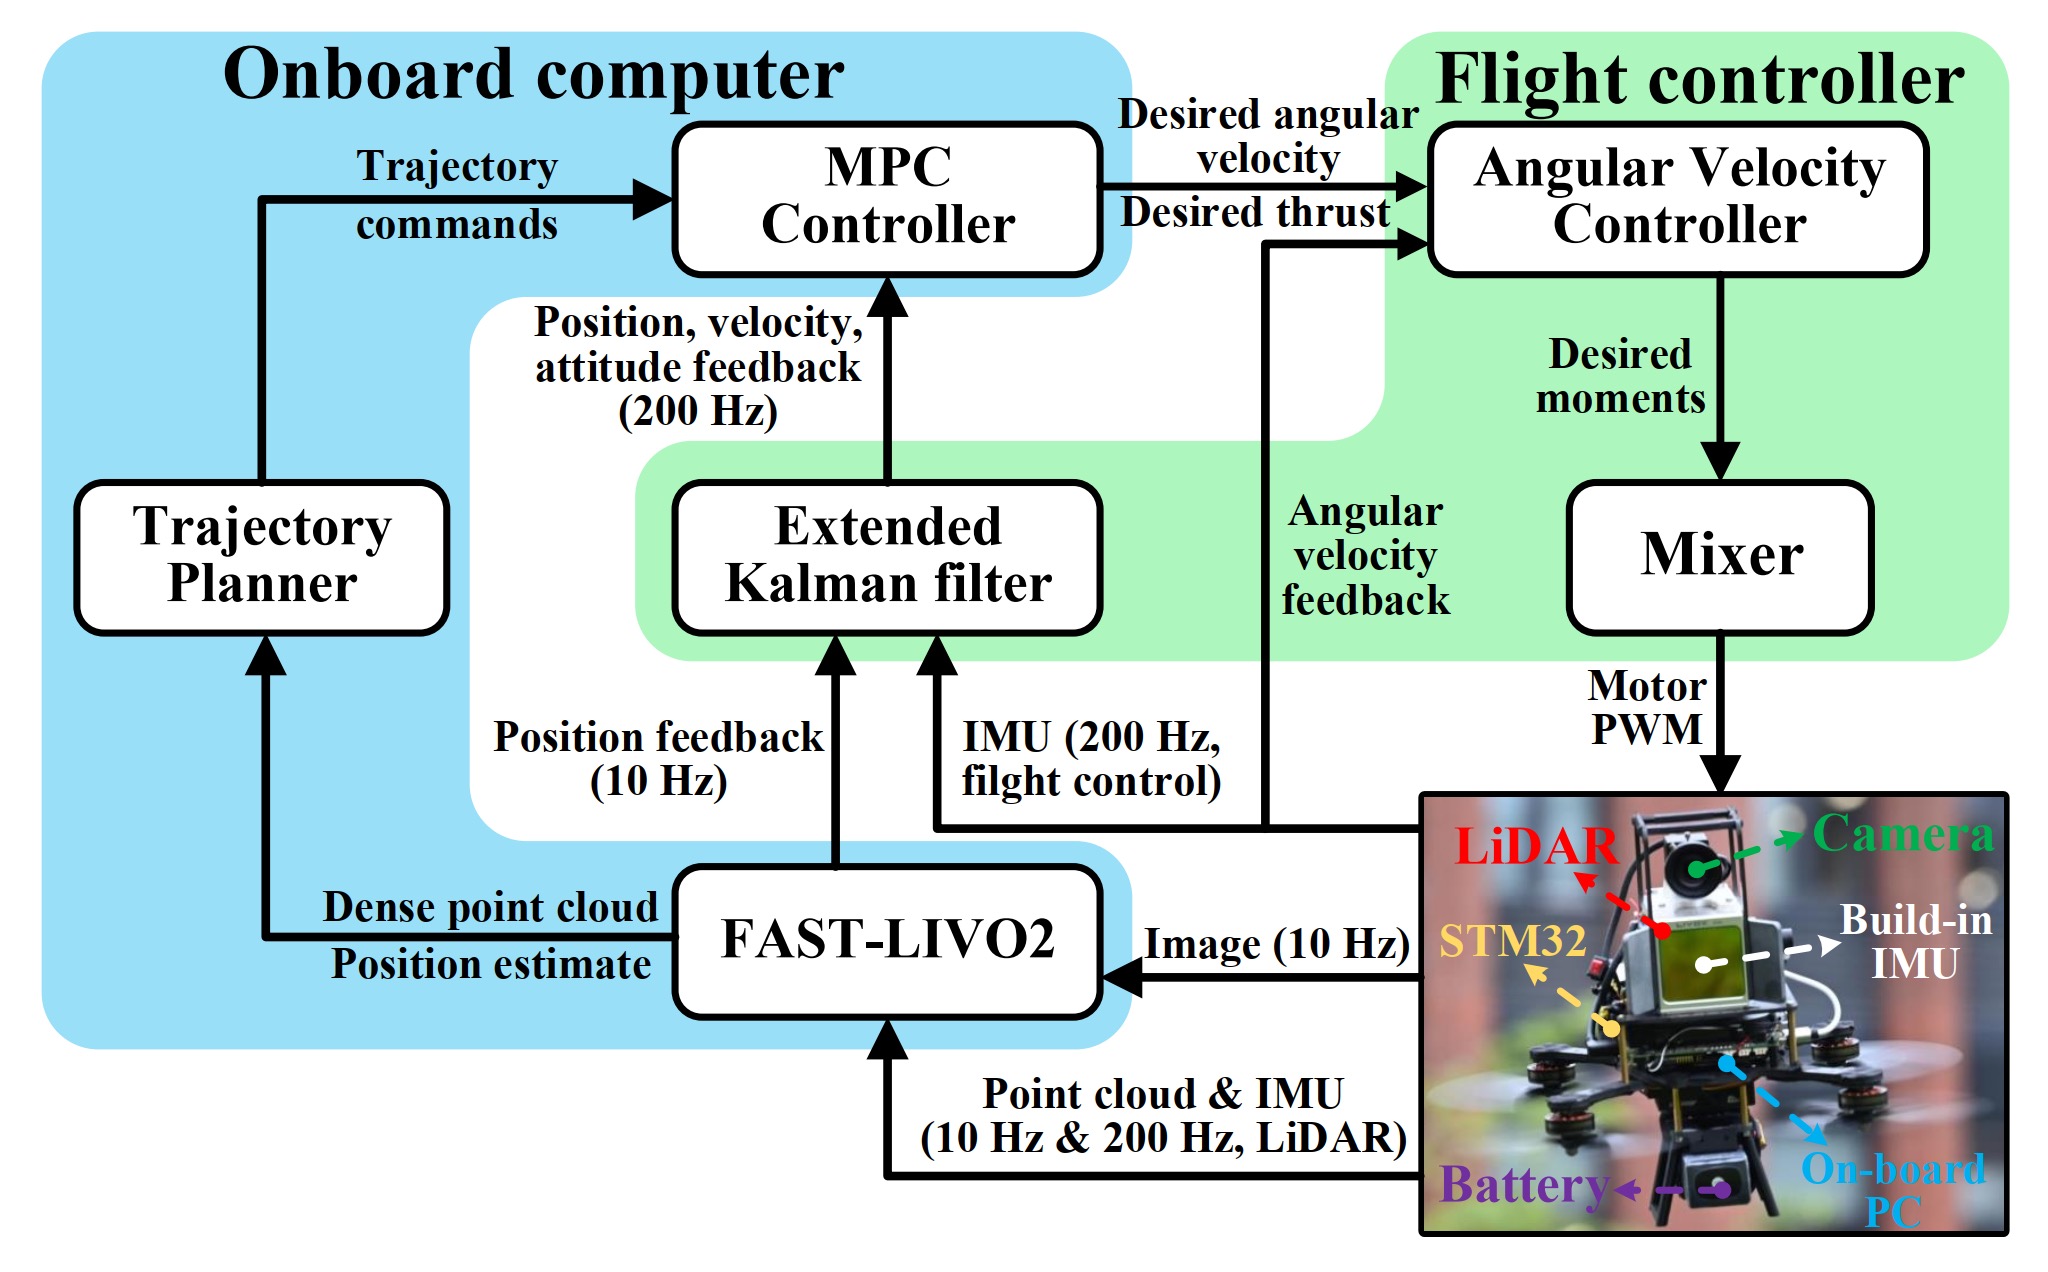 Onboard computer
Flight controller
Trajectory
commands
MPC
Controller
Desired angular
velocity
Desired thrust
Angular Velocity
Controller
Position, velocity,
attitude feedback
(200 Hz)
Desired
moments
Trajectory
Planner
Extended
Kalman filter
Angular
velocity
feedback
Mixer
Position feedback
(10 Hz)
IMU (200 Hz,
filght control)
Motor
PWM
Dense point cloud
Position estimate
FAST-LIVO2
Image (10 Hz)
Point cloud & IMU
(10 Hz & 200 Hz, LiDAR)
LiDAR
Camera
STM32
Build-in
IMU
Battery
On-board
PC